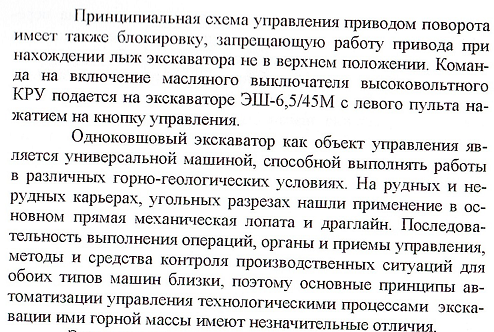 Принципиальная схема управления приводом поворота
имеет также блокировку, запрещающую работу привода при
нахождении лыж экскаватора не в верхнем положении. Коман-
да на включение масляного выключателя высоковольтного
КРУ подается на экскаваторе ЭШ-6,5/45М с левого пульта на-
жатием на кнопку управления.
Одноковшовый экскаватор как объект управления яв-
ляется универсальной машиной, способной выполнять работы
в различных горно-геологических условиях. На рудных и не-
рудных карьерах, угольных разрезах нашли применение в ос-
новном прямая механическая лопата и драглайн. Последова-
тельность выполнения операций, органы и приемы управления,
методы и средства контроля производственных ситуаций для
обоих типов машин близки, поэтому основные принципы ав-
томатизации управления технологическими процессами экска-
вации ими горной массы имеют незначительные отличия.